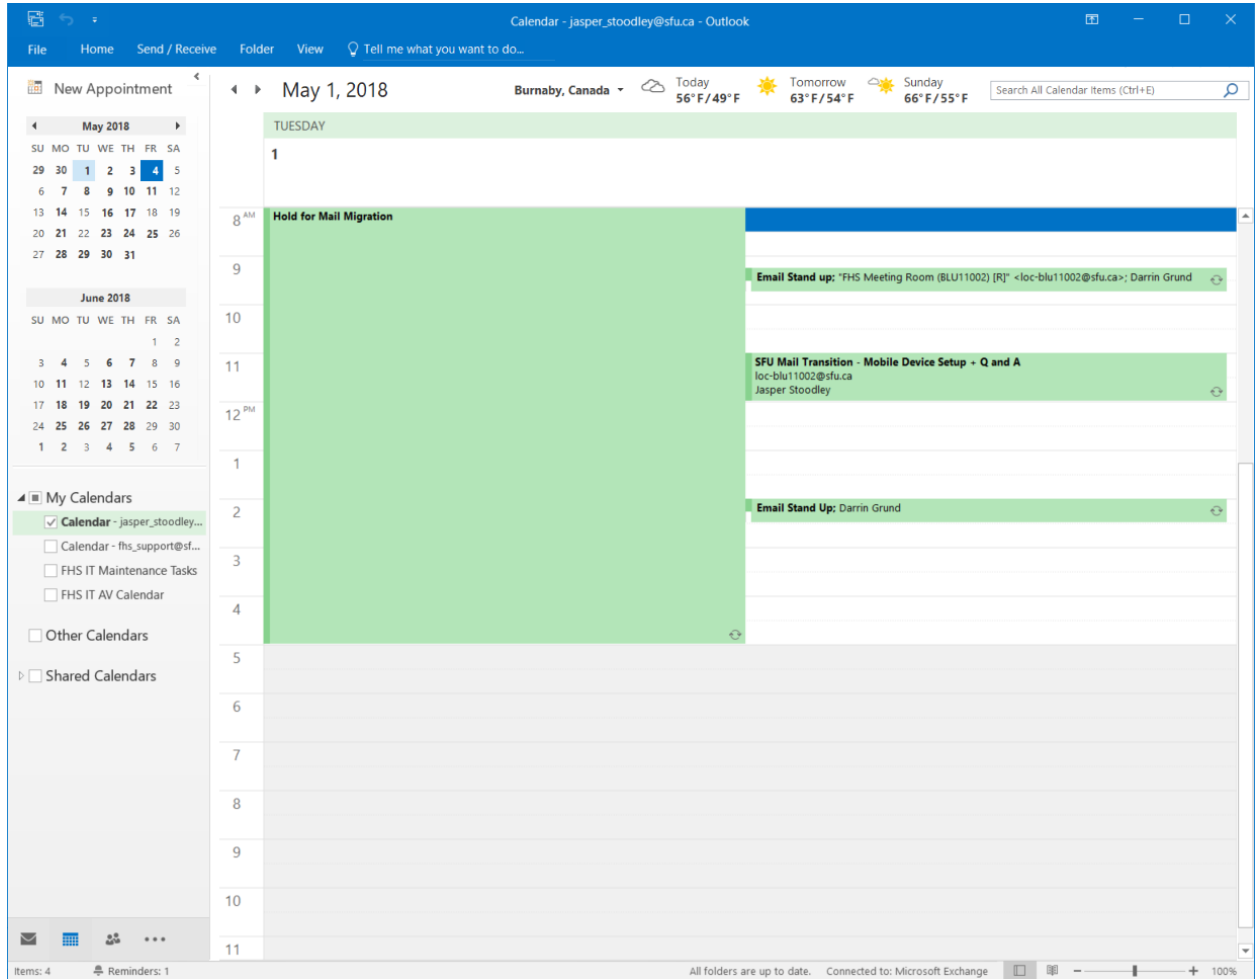 Calendar - jasper_stoodley@sfu.ca - Outlook
File Home Send / Receive Folder View Tell me what you want to do...
New Appointment
May 1, 2018
Burnaby, Canada
Today
56°F/49°F
Tomorrow
63°F/54°F
Sunday
66°F/55°F
Search All Calendar Items (Ctrl+E)
May 2018
SU MO TU WE TH FR SA
29 30 1 2 3 4 5
6 7 8 9 10 11 12
13 14 15 16 17 18 19
20 21 22 23 24 25 26
27 28 29 30 31
June 2018
SU MO TU WE TH FR SA
1 2
3 4 5 6 7 8 9
10 11 12 13 14 15 16
17 18 19 20 21 22 23
24 25 26 27 28 29 30
1 2 3 4 5 6 7
My Calendars
Calendar - jasper_stoodley...
Calendar - fhs_support@sf...
FHS IT Maintenance Tasks
FHS IT AV Calendar
Other Calendars
Shared Calendars
TUESDAY
1
8 AM
Hold for Mail Migration
9
Email Stand up; "FHS Meeting Room (BLU11002) [R]" <loc-blu11002@sfu.ca>; Darrin Grund
10
11
SFU Mail Transition - Mobile Device Setup + Q and A
loc-blu11002@sfu.ca
Jasper Stoodley
12 PM
1
2
Email Stand Up; Darrin Grund
3
4
5
6
7
8
9
10
11
Items: 4 Reminders: 1 All folders are up to date. Connected to: Microsoft Exchange 100%